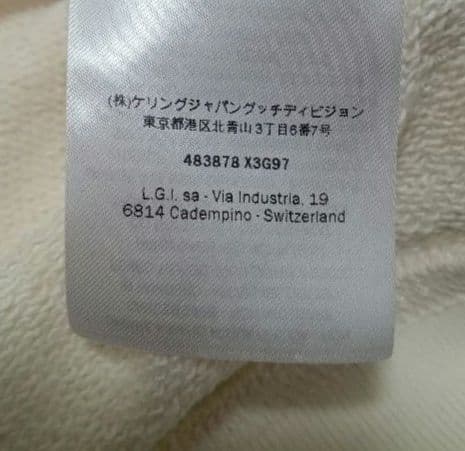 (株)ケリングジャパングッチディビジョン
東京都港区北青山3丁目6番7号
483878 X3G97
L.G.I. sa - Via Industria, 19
6814 Cadempino - Switzerland